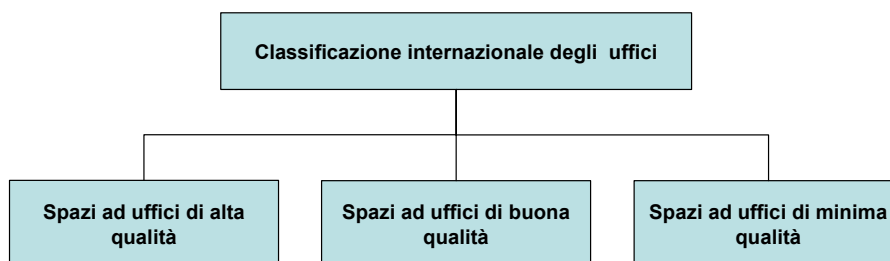 Classificazione internazionale degli uffici
Spazi ad uffici di alta
qualità
Spazi ad uffici di buona
qualità
Spazi ad uffici di minima
qualità